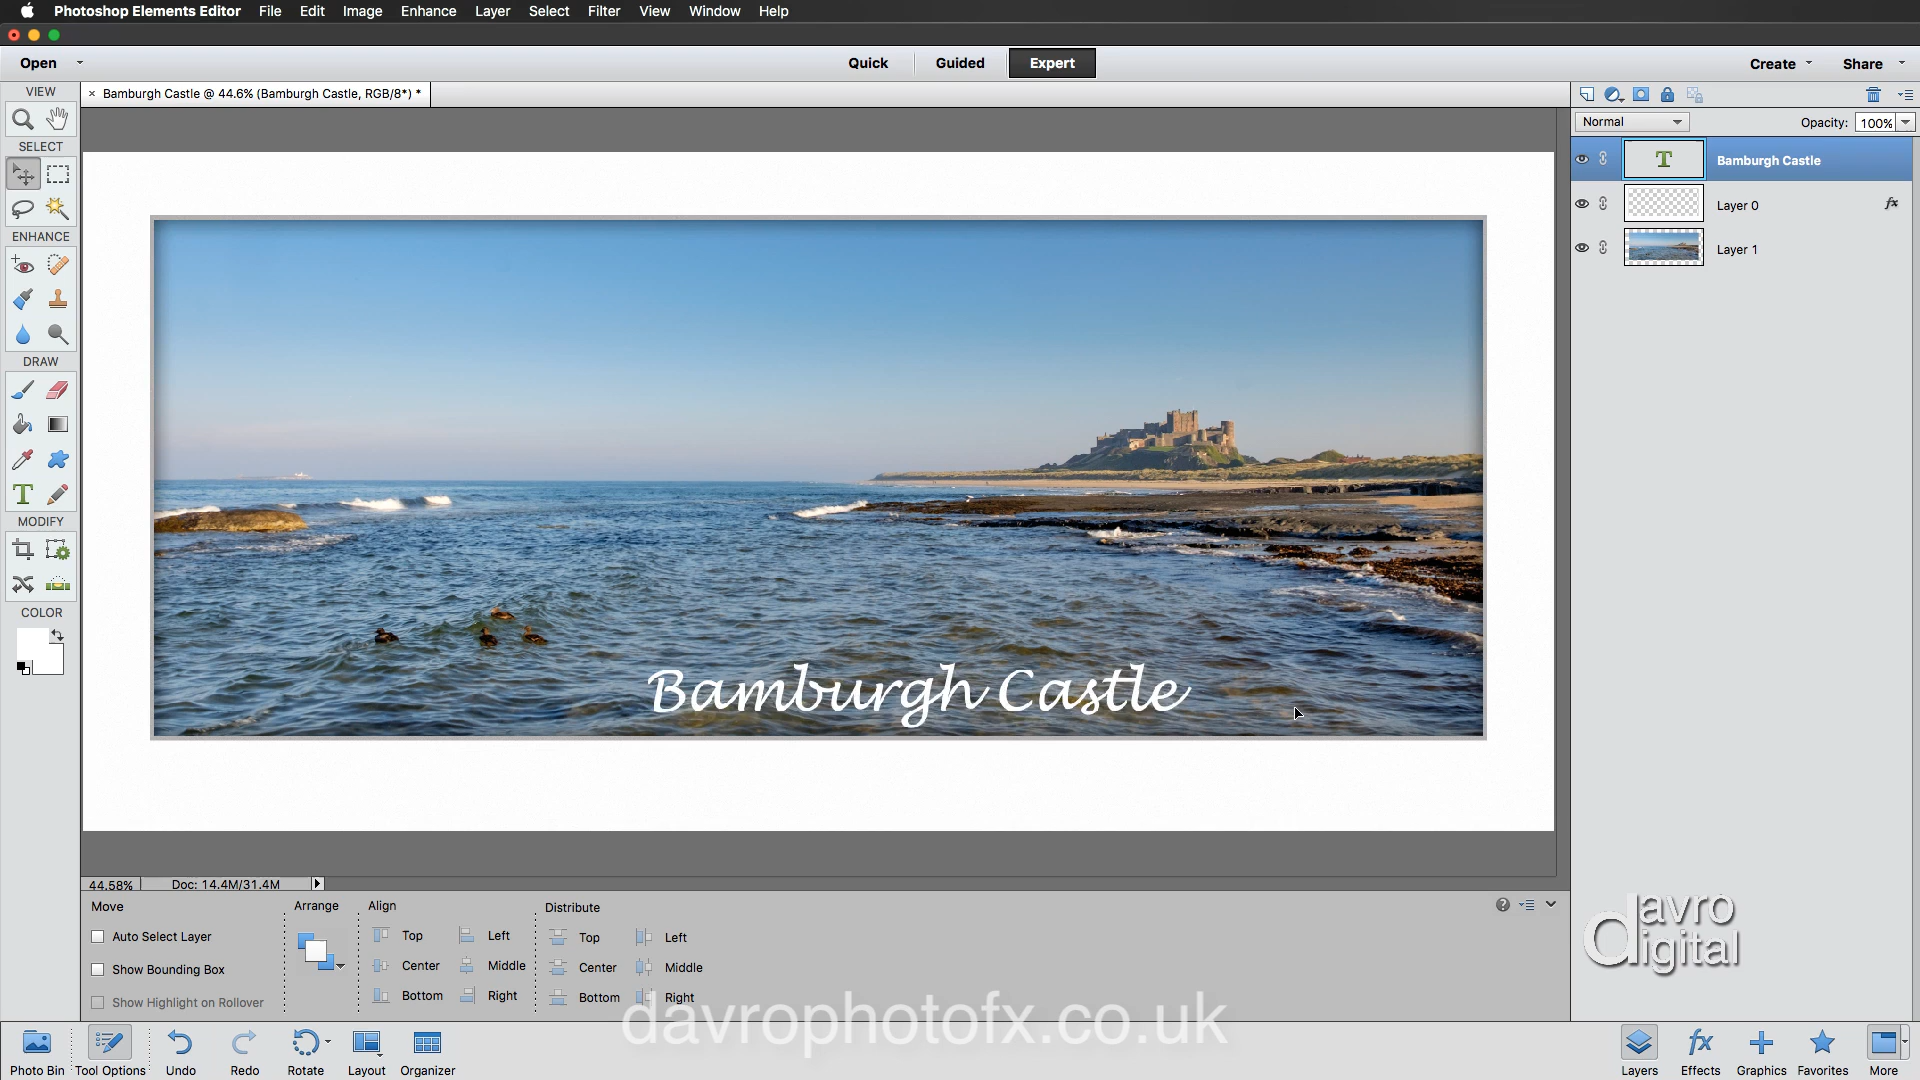 Photoshop Elements Editor File Edit Image Enhance Layer Select Filter View Window Help
Open Quick Guided Expert Create Share
VIEW
× Bamburgh Castle @ 44.6% (Bamburgh Castle, RGB/8*) *
Normal Opacity: 100%
SELECT
T Bamburgh Castle
Layer 0 fx
ENHANCE
Layer 1
DRAW
T
MODIFY
COLOR
Bamburgh Castle
44.58% Doc: 14.4M/31.4M
Move Arrange Align Distribute
Auto Select Layer Top Left Top Left
Show Bounding Box Center Middle Center Middle
Show Highlight on Rollover Bottom Right Bottom Right
davro
digital
davrophotofx.co.uk
Photo Bin Tool Options Undo Redo Rotate Layout Organizer Layers Effects Graphics Favorites More